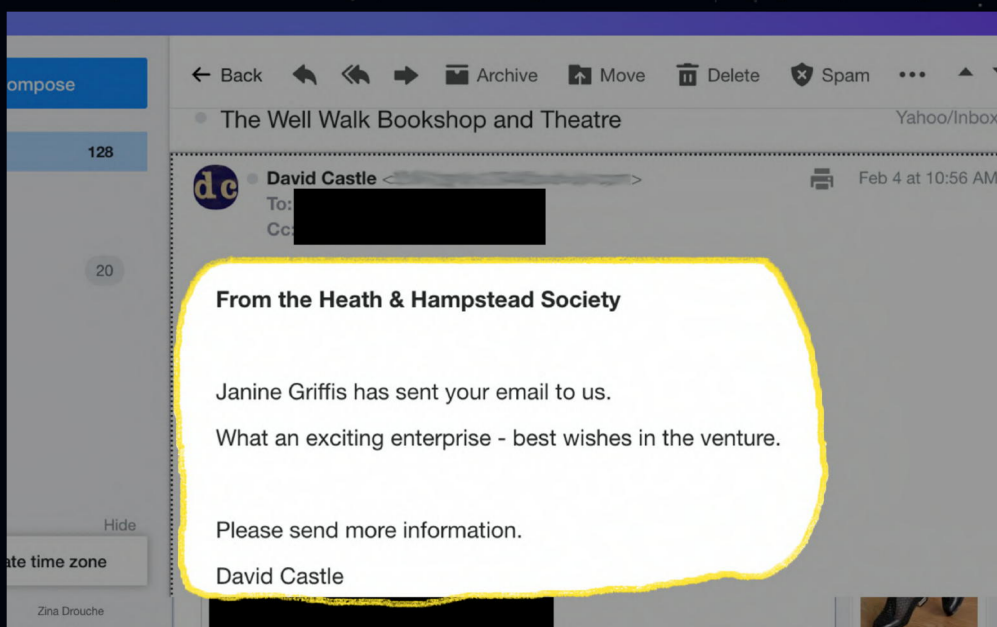 ompose
Back
Archive
Move
Delete
Spam
The Well Walk Bookshop and Theatre
Yahoo/Inbox
128
dc
David Castle < >
Feb 4 at 10:56 AM
To:
Cc:
20
From the Heath & Hampstead Society
Janine Griffis has sent your email to us.
What an exciting enterprise - best wishes in the venture.
Hide
Please send more information.
ate time zone
David Castle
Zina Drouche